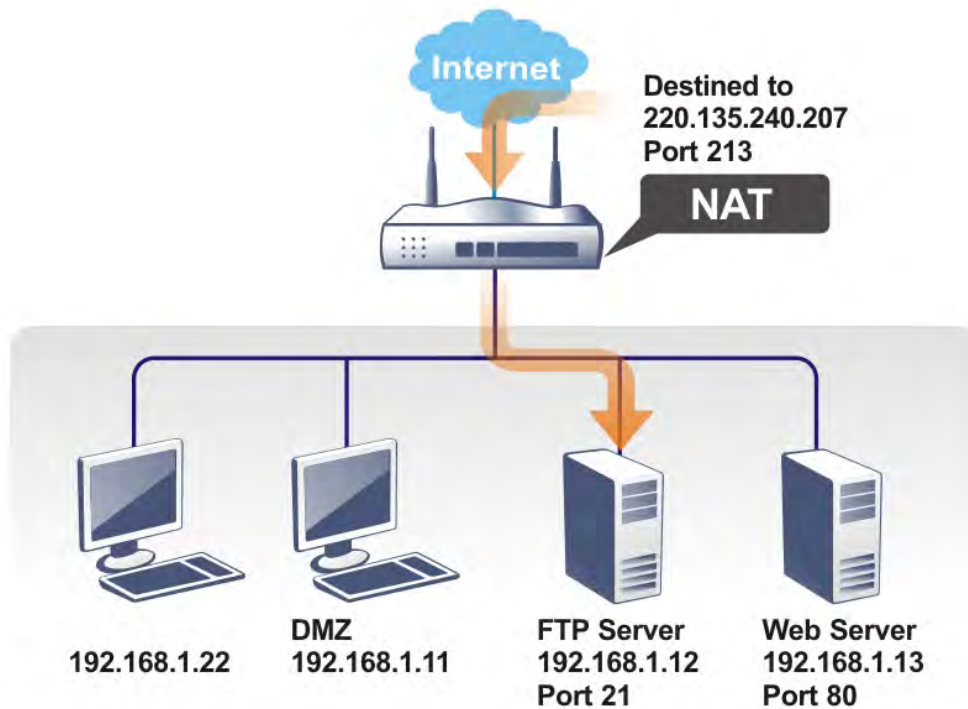 Internet
Destined to
220.135.240.207
Port 213
NAT
192.168.1.22
DMZ
192.168.1.11
FTP Server
192.168.1.12
Port 21
Web Server
192.168.1.13
Port 80